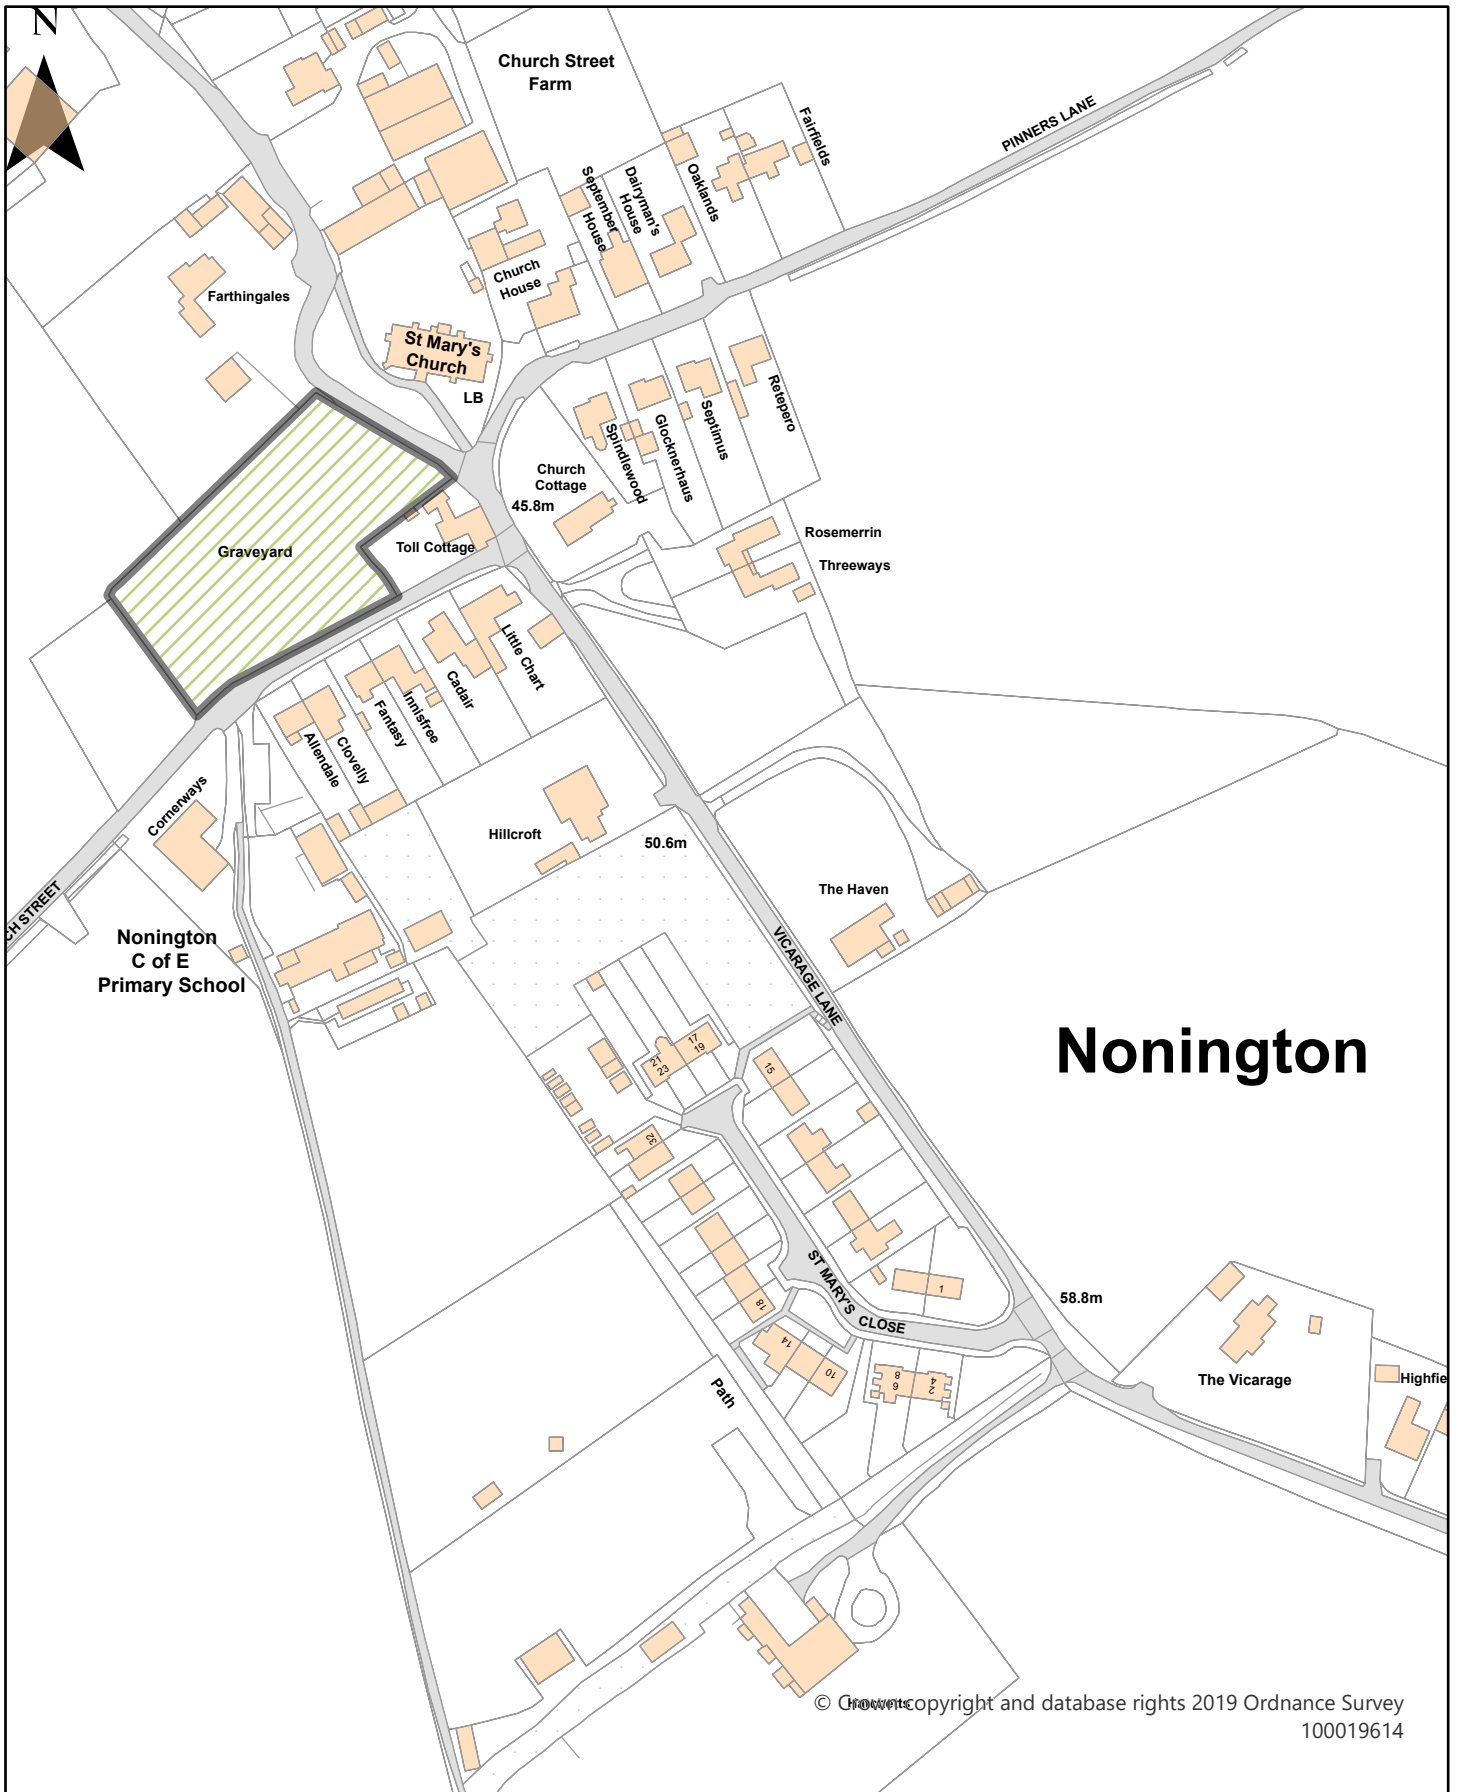 N
Church Street
Farm
PINNERS LANE
Fairfields
Oaklands
Dairyman's
House
September
House
Church
House
Farthingales
St Mary's
Church
LB
Retepero
Septimus
Glocknerhaus
Spindlewood
Church
Cottage
45.8m
Rosemerrin
Threeways
Toll Cottage
Graveyard
Little Chart
Cadair
Innisfree
Fantasy
Clovelly
Allendale
Cornerways
Hillcroft
50.6m
The Haven
CH STREET
Nonington
C of E
Primary School
VICARAGE LANE
Nonington
17
19
21
23
15
32
18
ST MARY'S
CLOSE
1
58.8m
14
10
8
6
4
2
The Vicarage
Highfie
Path
© Crown copyright and database rights 2019 Ordnance Survey
100019614